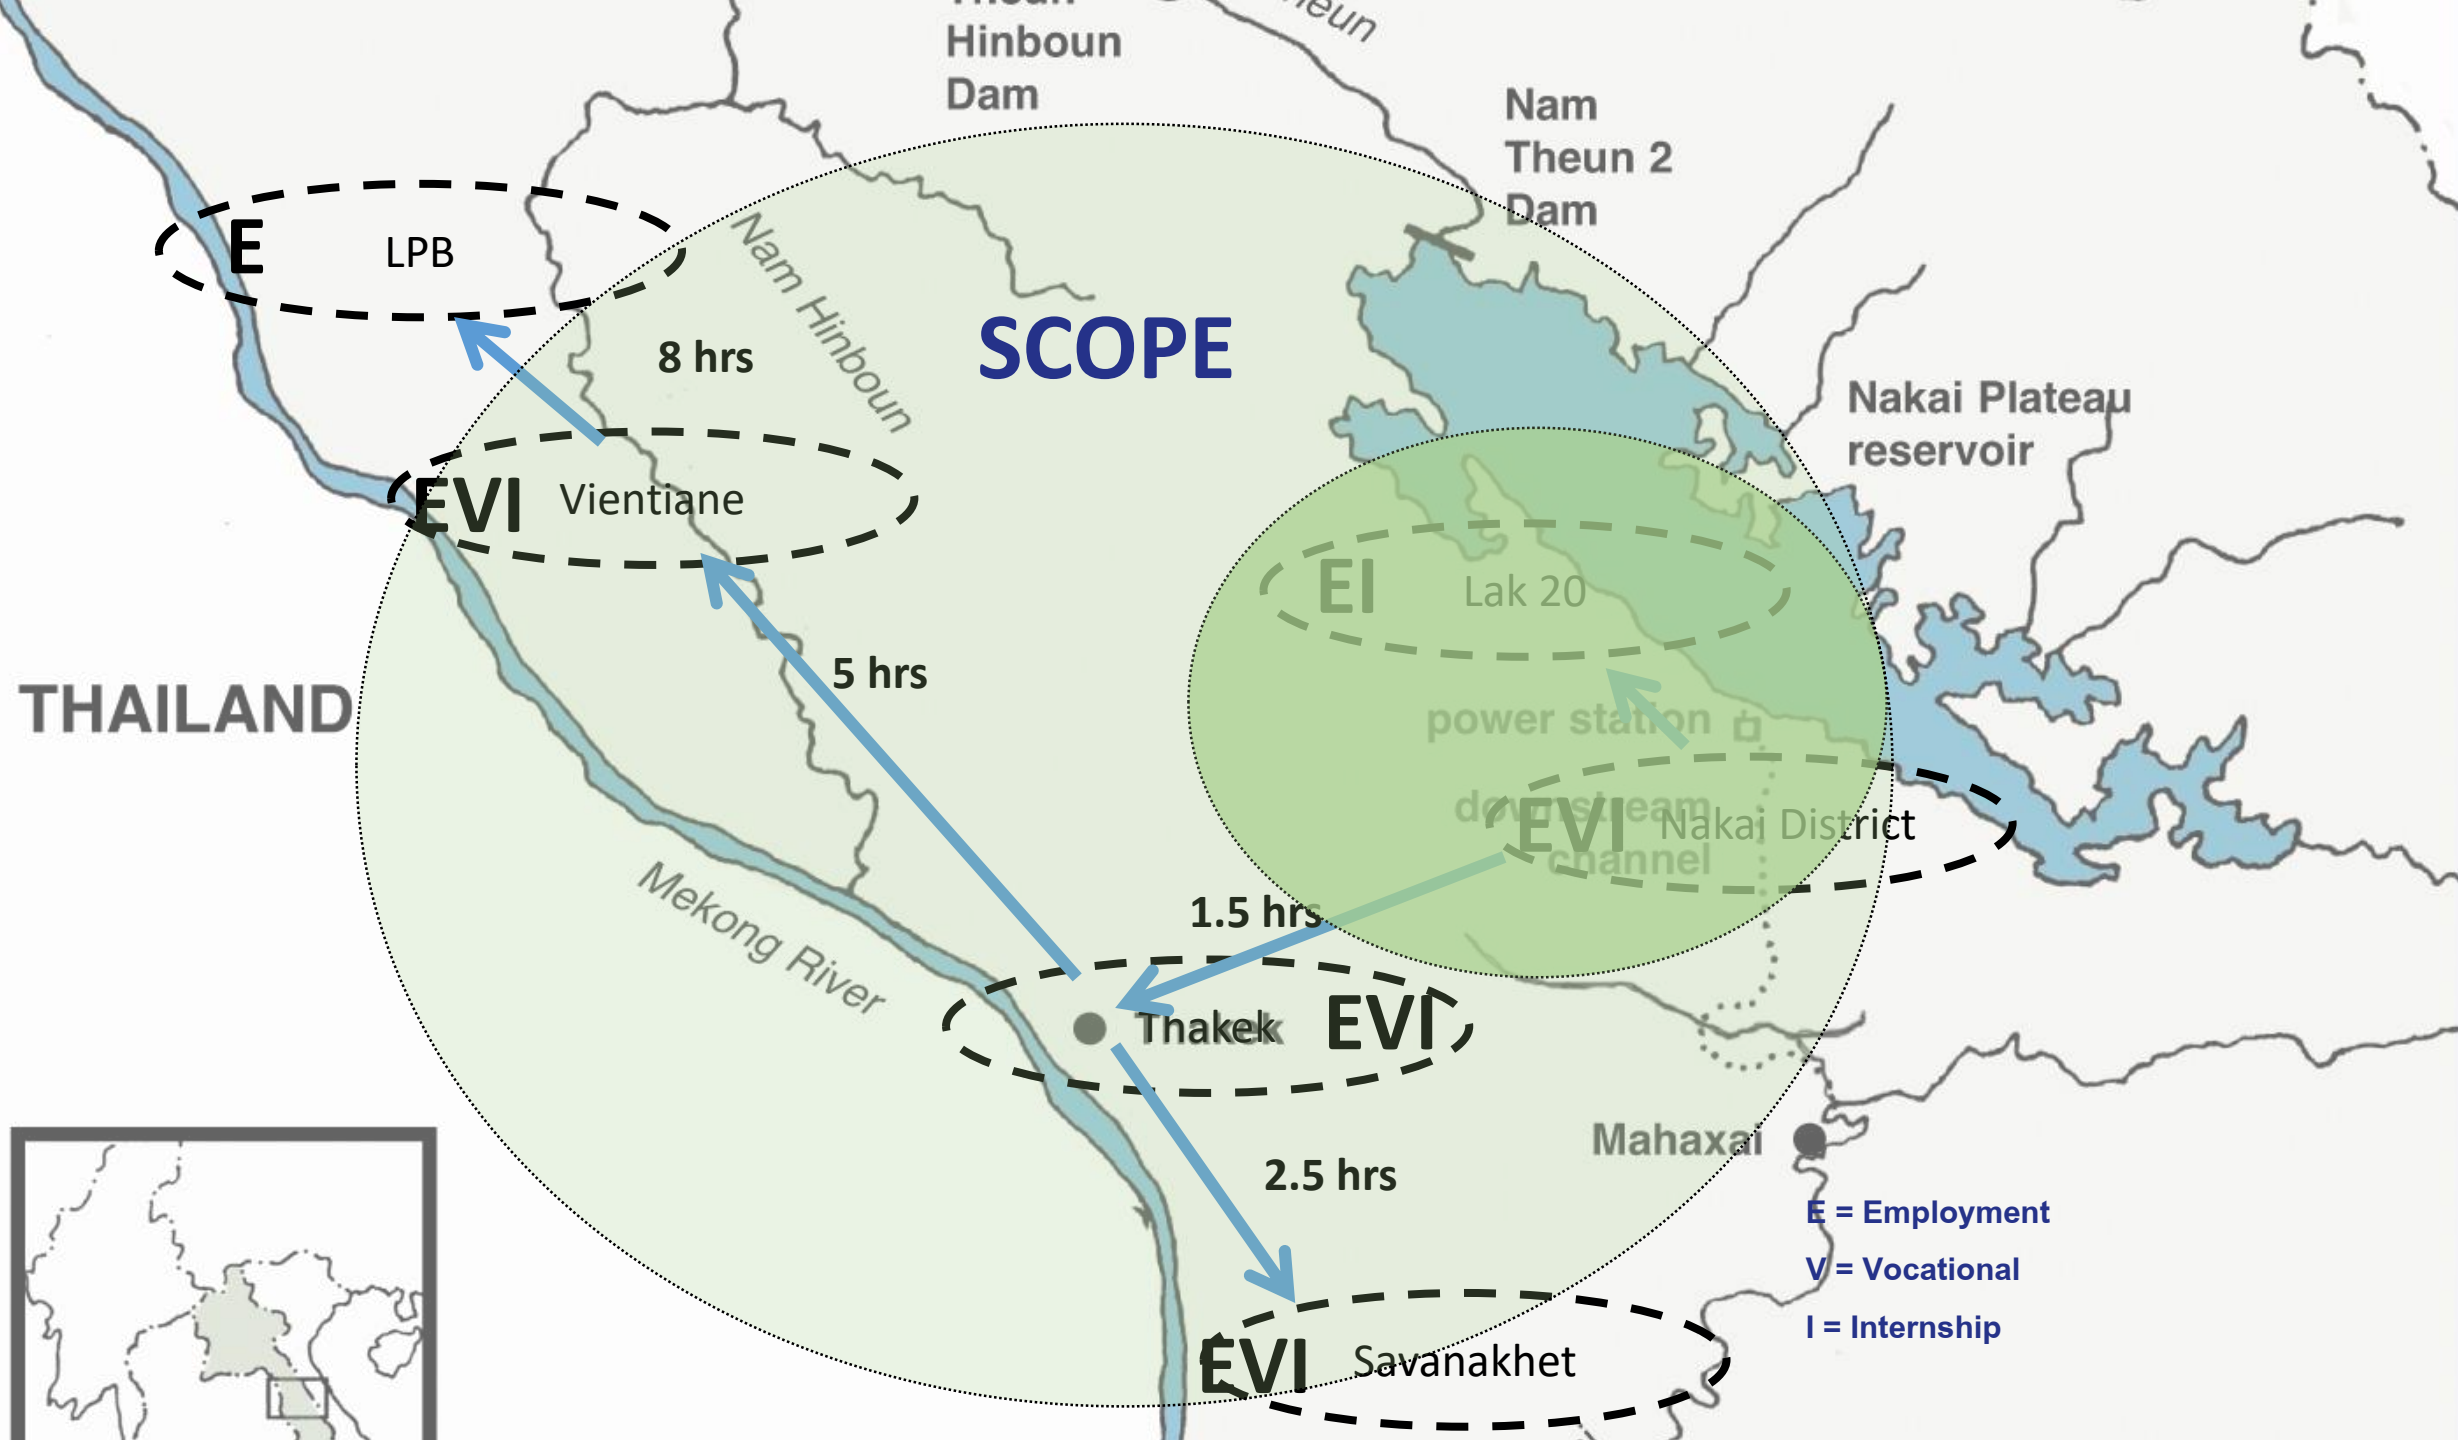 Hinboun
Dam
Nam
Theun 2
Dam
E LPB
Nam Hinboun
8 hrs
SCOPE
Nakai Plateau
reservoir
EVI Vientiane
EI Lak 20
5 hrs
THAILAND
power station
downstream
channel
EVI Nakai District
Mekong River
1.5 hrs
Thakek EVI
Mahaxai
2.5 hrs
E = Employment
V = Vocational
I = Internship
EVI Savanakhet